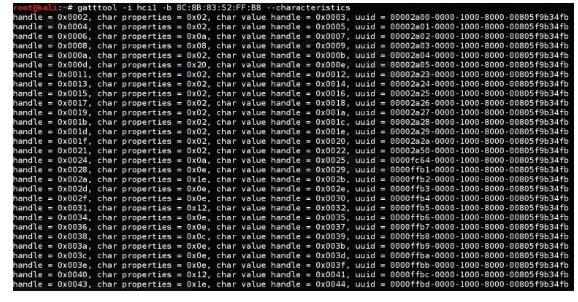 root@kali:~# gatttool -i hci1 -b 8C:8B:83:52:FF:B8 --characteristics
handle = 0x0002, char properties = 0x02, char value handle = 0x0003, uuid = 00002a00-0000-1000-8000-00805f9b34fb
handle = 0x0004, char properties = 0x02, char value handle = 0x0005, uuid = 00002a01-0000-1000-8000-00805f9b34fb
handle = 0x0006, char properties = 0x0a, char value handle = 0x0007, uuid = 00002a02-0000-1000-8000-00805f9b34fb
handle = 0x0008, char properties = 0x08, char value handle = 0x0009, uuid = 00002a03-0000-1000-8000-00805f9b34fb
handle = 0x000a, char properties = 0x02, char value handle = 0x000b, uuid = 00002a04-0000-1000-8000-00805f9b34fb
handle = 0x000d, char properties = 0x20, char value handle = 0x000e, uuid = 00002a05-0000-1000-8000-00805f9b34fb
handle = 0x0011, char properties = 0x02, char value handle = 0x0012, uuid = 00002a23-0000-1000-8000-00805f9b34fb
handle = 0x0013, char properties = 0x02, char value handle = 0x0014, uuid = 00002a24-0000-1000-8000-00805f9b34fb
handle = 0x0015, char properties = 0x02, char value handle = 0x0016, uuid = 00002a25-0000-1000-8000-00805f9b34fb
handle = 0x0017, char properties = 0x02, char value handle = 0x0018, uuid = 00002a26-0000-1000-8000-00805f9b34fb
handle = 0x0019, char properties = 0x02, char value handle = 0x001a, uuid = 00002a27-0000-1000-8000-00805f9b34fb
handle = 0x001b, char properties = 0x02, char value handle = 0x001c, uuid = 00002a28-0000-1000-8000-00805f9b34fb
handle = 0x001d, char properties = 0x02, char value handle = 0x001e, uuid = 00002a29-0000-1000-8000-00805f9b34fb
handle = 0x001f, char properties = 0x02, char value handle = 0x0020, uuid = 00002a2a-0000-1000-8000-00805f9b34fb
handle = 0x0021, char properties = 0x02, char value handle = 0x0022, uuid = 00002a50-0000-1000-8000-00805f9b34fb
handle = 0x0024, char properties = 0x0a, char value handle = 0x0025, uuid = 0000fc64-0000-1000-8000-00805f9b34fb
handle = 0x0028, char properties = 0x0e, char value handle = 0x0029, uuid = 0000ffb1-0000-1000-8000-00805f9b34fb
handle = 0x002a, char properties = 0x1e, char value handle = 0x002b, uuid = 0000ffb2-0000-1000-8000-00805f9b34fb
handle = 0x002d, char properties = 0x0e, char value handle = 0x002e, uuid = 0000ffb3-0000-1000-8000-00805f9b34fb
handle = 0x002f, char properties = 0x0e, char value handle = 0x0030, uuid = 0000ffb4-0000-1000-8000-00805f9b34fb
handle = 0x0031, char properties = 0x12, char value handle = 0x0032, uuid = 0000ffb5-0000-1000-8000-00805f9b34fb
handle = 0x0034, char properties = 0x0e, char value handle = 0x0035, uuid = 0000ffb6-0000-1000-8000-00805f9b34fb
handle = 0x0036, char properties = 0x0e, char value handle = 0x0037, uuid = 0000ffb7-0000-1000-8000-00805f9b34fb
handle = 0x0038, char properties = 0x0c, char value handle = 0x0039, uuid = 0000ffb8-0000-1000-8000-00805f9b34fb
handle = 0x003a, char properties = 0x0e, char value handle = 0x003b, uuid = 0000ffb9-0000-1000-8000-00805f9b34fb
handle = 0x003c, char properties = 0x0e, char value handle = 0x003d, uuid = 0000ffba-0000-1000-8000-00805f9b34fb
handle = 0x003e, char properties = 0x0e, char value handle = 0x003f, uuid = 0000ffbb-0000-1000-8000-00805f9b34fb
handle = 0x0040, char properties = 0x12, char value handle = 0x0041, uuid = 0000ffbc-0000-1000-8000-00805f9b34fb
handle = 0x0043, char properties = 0x1e, char value handle = 0x0044, uuid = 0000ffbd-0000-1000-8000-00805f9b34fb